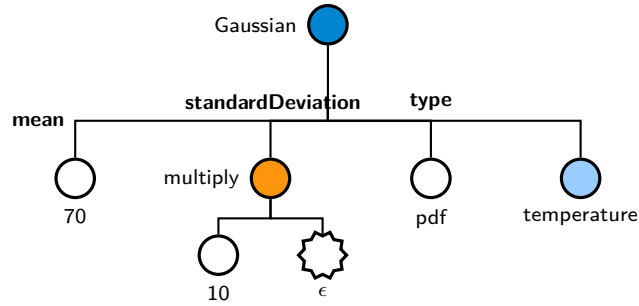 Gaussian
mean
standardDeviation
type
multiply
70
pdf
temperature
10
ϵ